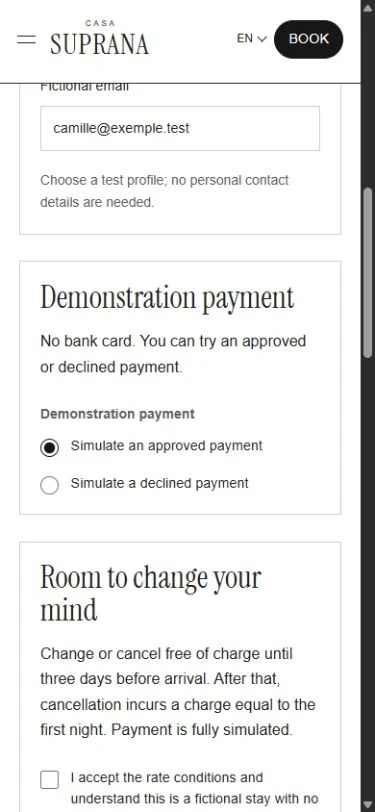 CASA
SUPRANA
EN
BOOK
Fictional email
camille@exemple.test
Choose a test profile; no personal contact
details are needed.
Demonstration payment
No bank card. You can try an approved
or declined payment.
Demonstration payment
Simulate an approved payment
Simulate a declined payment
Room to change your
mind
Change or cancel free of charge until
three days before arrival. After that,
cancellation incurs a charge equal to the
first night. Payment is fully simulated.
I accept the rate conditions and
understand this is a fictional stay with no